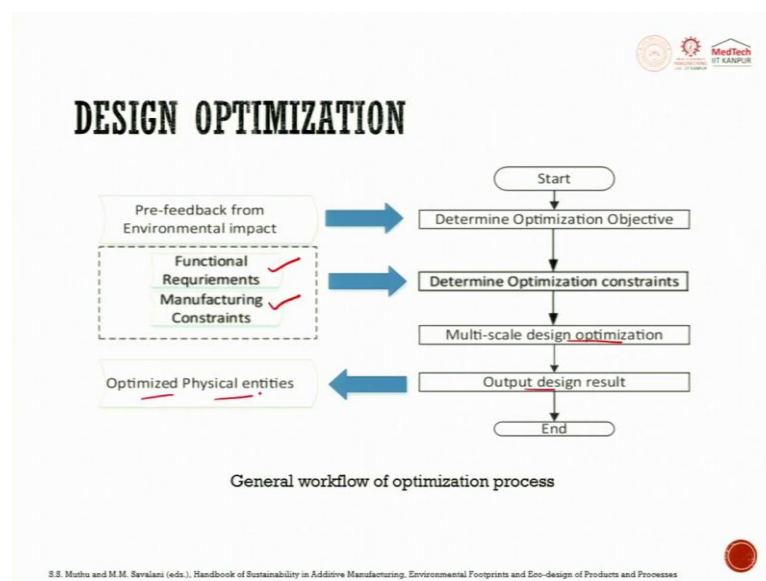 MedTech
IIT KANPUR
DESIGN OPTIMIZATION
Start
Pre-feedback from
Environmental impact
Determine Optimization Objective
Functional
Requriements
Manufacturing
Constraints
Determine Optimization constraints
Multi-scale design optimization
Optimized Physical entities
Output design result
End
General workflow of optimization process
S.S. Muthu and M.M. Savalani (eds.), Handbook of Sustainability in Additive Manufacturing, Environmental Footprints and Eco-design of Products and Processes